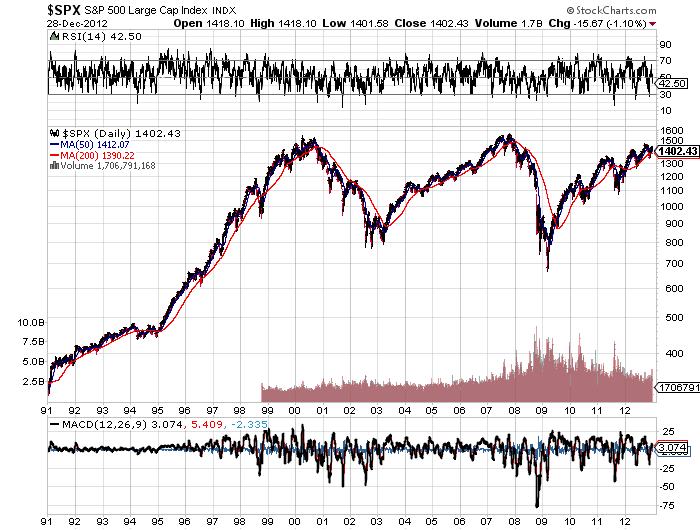 $SPX S&P 500 Large Cap Index INDX © StockCharts.com
28-Dec-2012 Open 1418.10 High 1418.10 Low 1401.58 Close 1402.43 Volume 1.7B Chg -15.67 (-1.10%)
RSI(14) 42.50
90
70
50
42.50
30
10
$SPX (Daily) 1402.43
MA(50) 1412.07
MA(200) 1390.22
Volume 1,706,791,168
1600
1500
1402.43
1300
1200
1100
1000
900
800
700
600
500
400
10.0B
7.5B
5.0B
2.5B
1706791
91 92 93 94 95 96 97 98 99 00 01 02 03 04 05 06 07 08 09 10 11 12
MACD(12,26,9) 3.074, 5.409, -2.335
25
3.074
-25
-50
-75
91 92 93 94 95 96 97 98 99 00 01 02 03 04 05 06 07 08 09 10 11 12